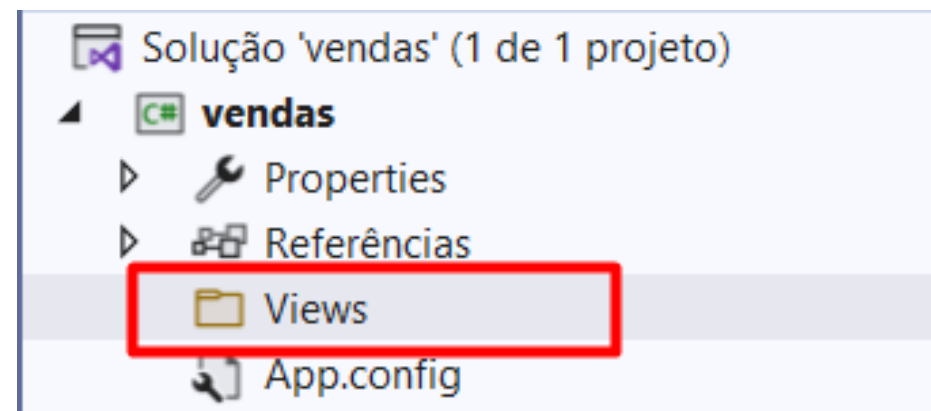 Solução 'vendas' (1 de 1 projeto)
C# vendas
Properties
Referências
Views
App.config